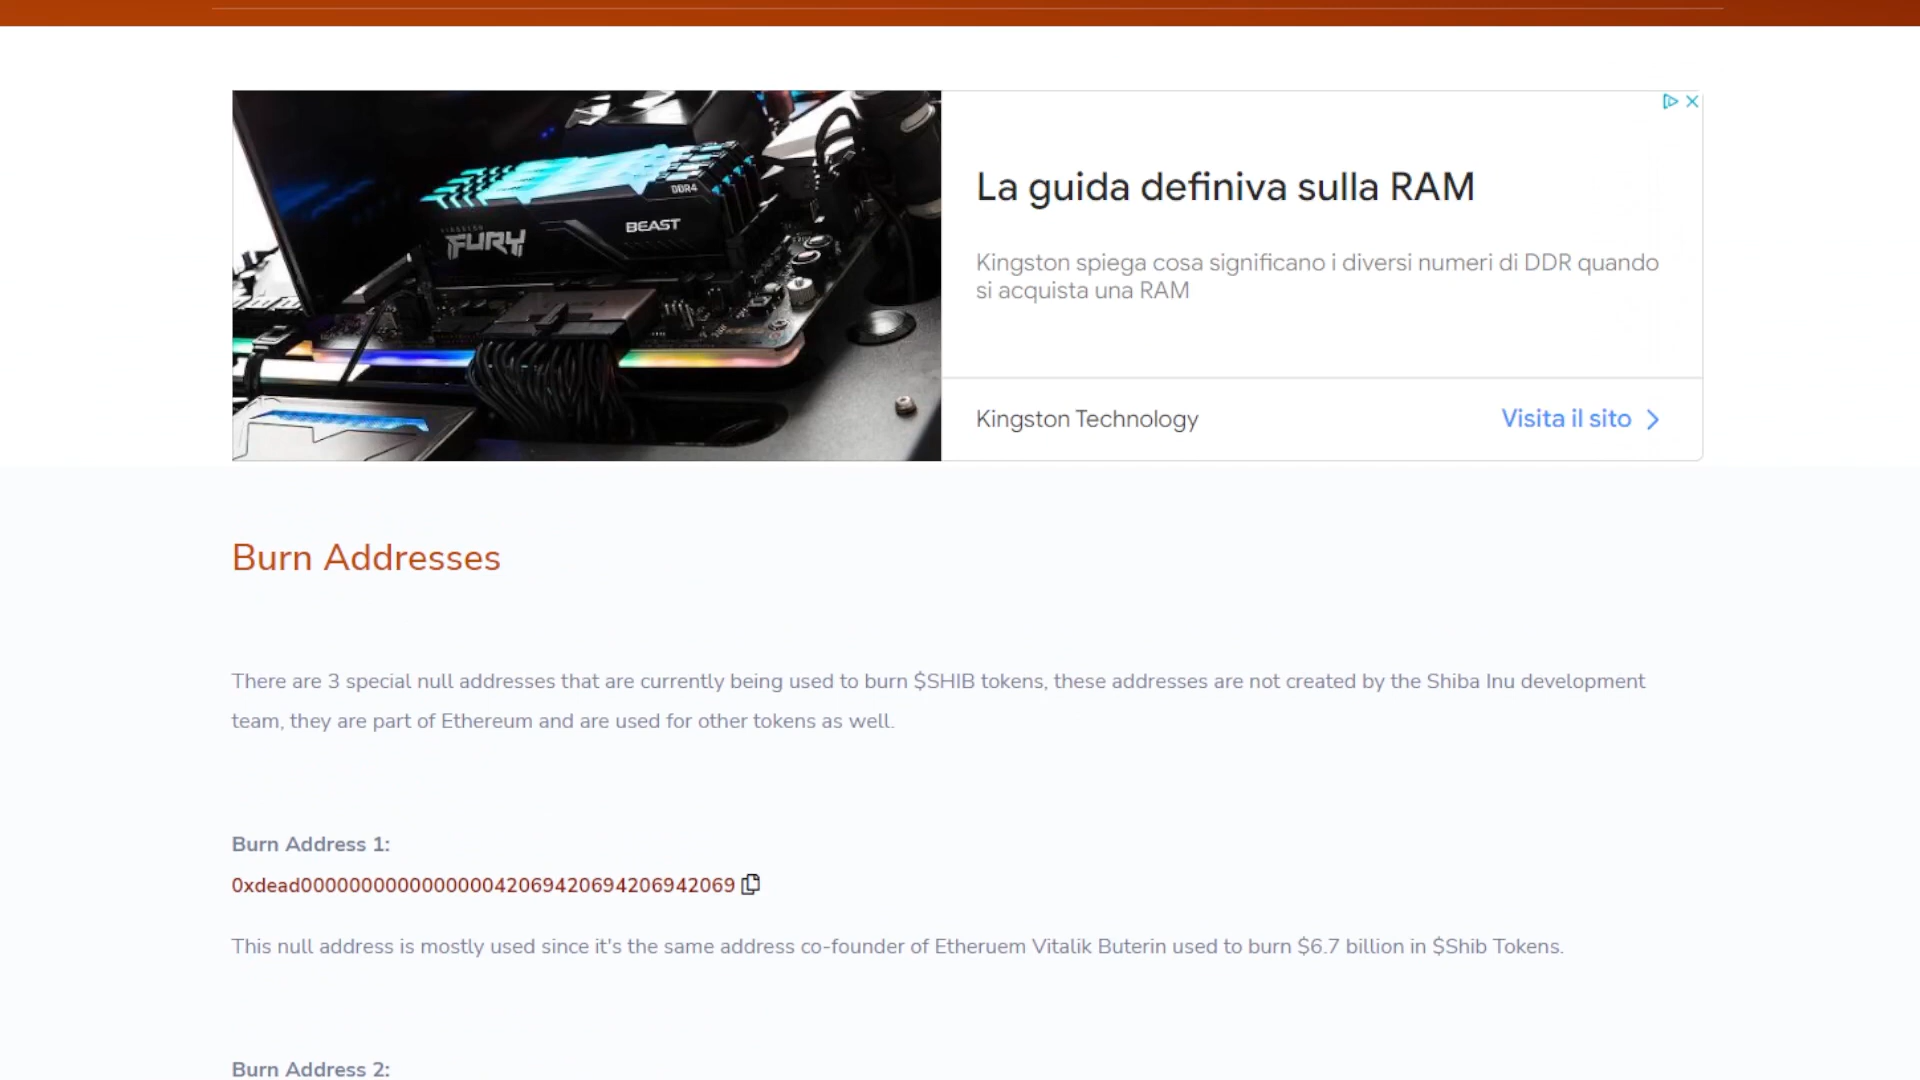 DDR4
BEAST
KINGSTON
FURY
La guida definiva sulla RAM
Kingston spiega cosa significano i diversi numeri di DDR quando
si acquista una RAM
Kingston Technology
Visita il sito
Burn Addresses
There are 3 special null addresses that are currently being used to burn $SHIB tokens, these addresses are not created by the Shiba Inu development
team, they are part of Ethereum and are used for other tokens as well.
Burn Address 1:
0xdead000000000000000042069420694206942069
This null address is mostly used since it's the same address co-founder of Etheruem Vitalik Buterin used to burn $6.7 billion in $Shib Tokens.
Burn Address 2: